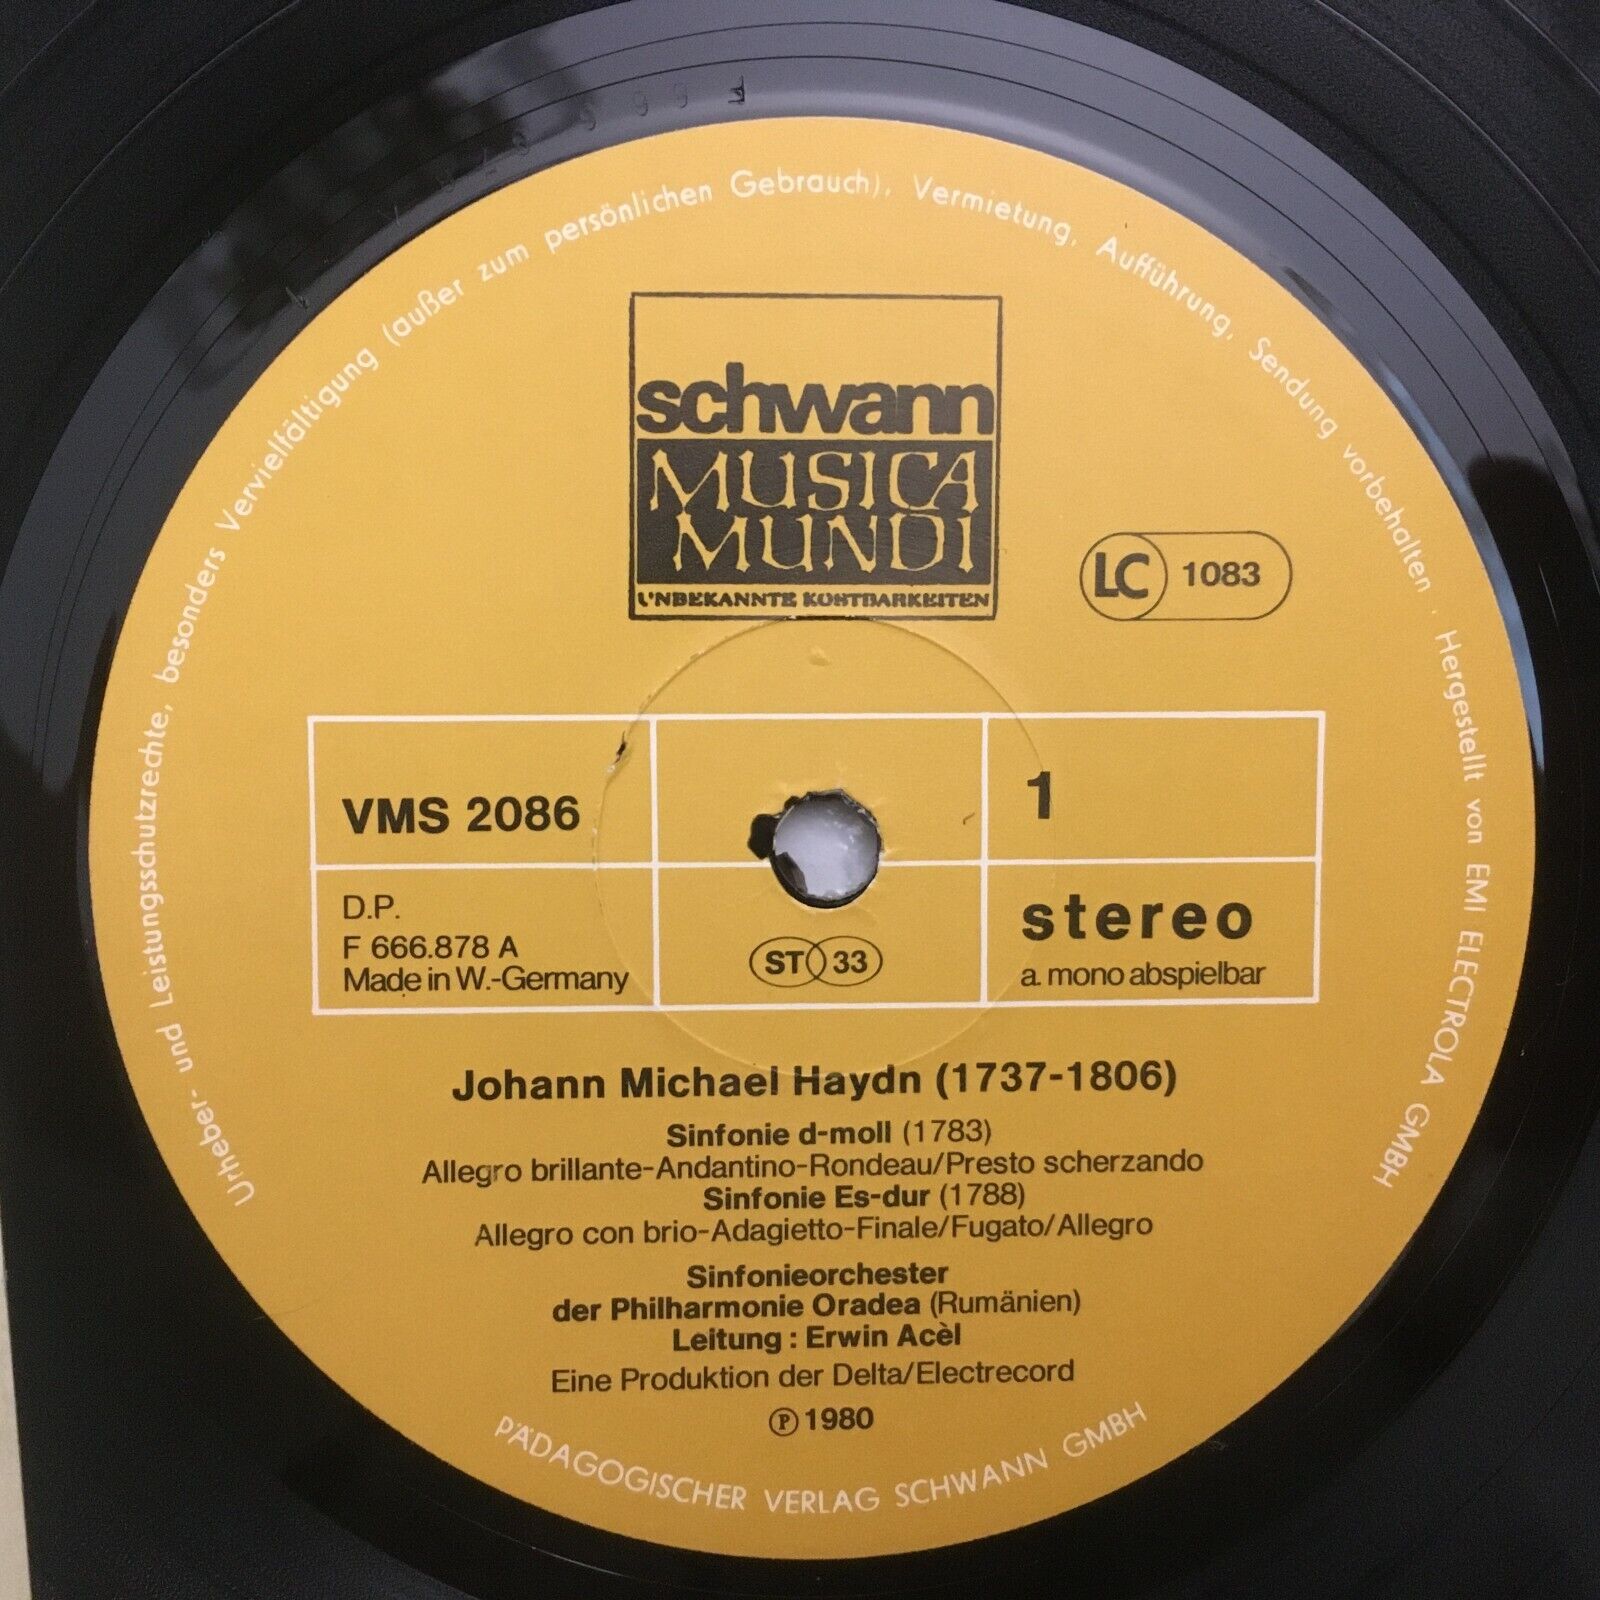 Urheber- und Leistungsschutzrechte, besonders Vervielfältigung (außer zum persönlichen Gebrauch), Vermietung, Aufführung, Sendung vorbehalten · Hergestellt von EMI ELECTROLA GMBH
schwann
MUSICA
MUNDI
UNBEKANNTE KOSTBARKEITEN
LC 1083
VMS 2086
1
D.P.
F 666.878 A
Made in W.-Germany
ST 33
stereo
a. mono abspielbar
Johann Michael Haydn (1737-1806)
Sinfonie d-moll (1783)
Allegro brillante-Andantino-Rondeau/Presto scherzando
Sinfonie Es-dur (1788)
Allegro con brio-Adagietto-Finale/Fugato/Allegro
Sinfonieorchester
der Philharmonie Oradea (Rumänien)
Leitung : Erwin Acèl
Eine Produktion der Delta/Electrecord
Ⓟ 1980
PÄDAGOGISCHER VERLAG SCHWANN GMBH